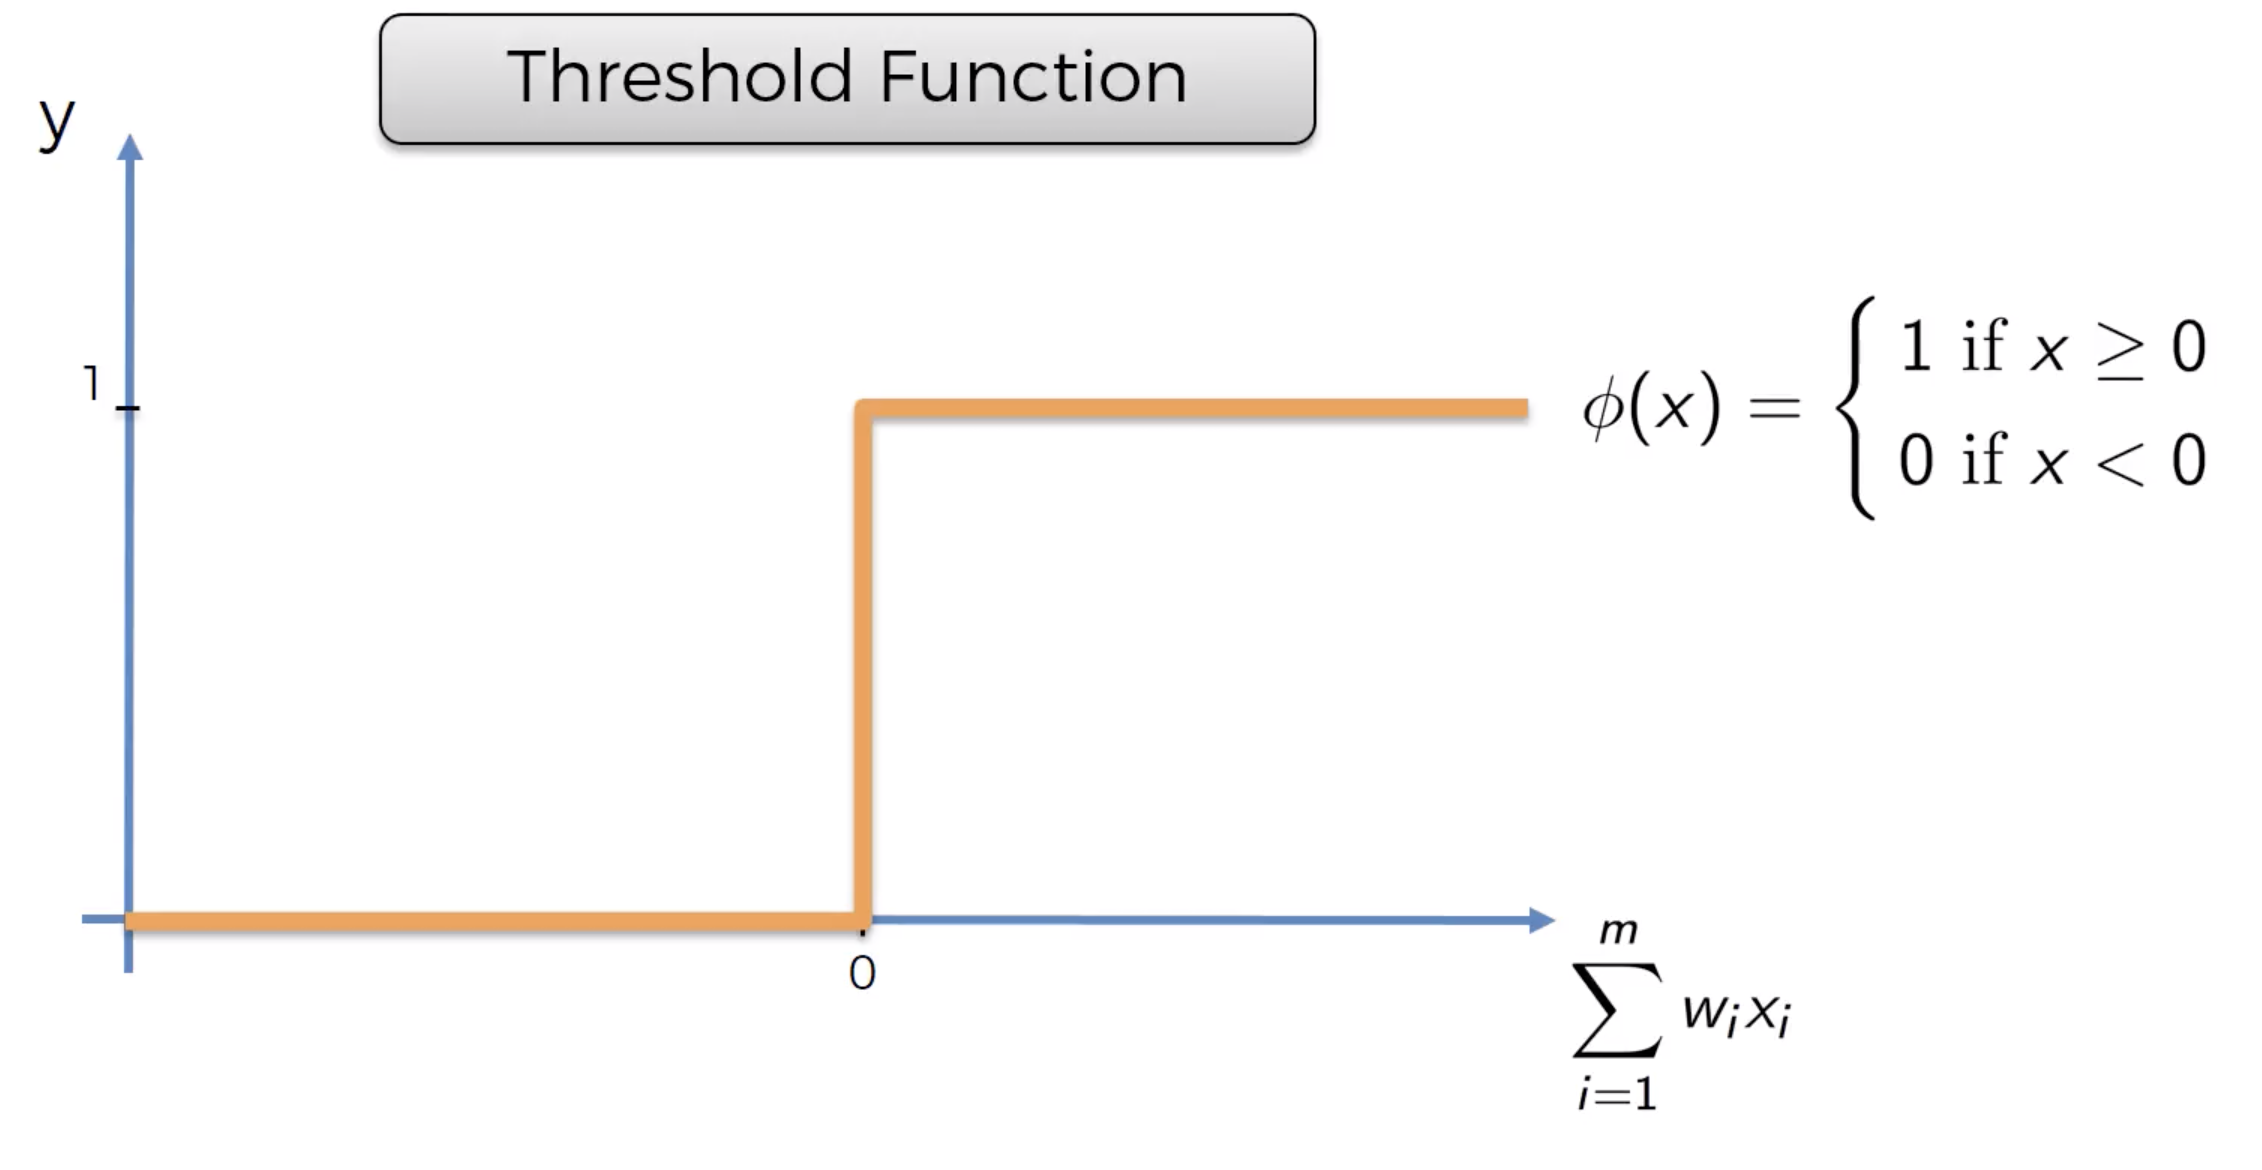 Threshold Function
y
1
ϕ(x) = { 1 if x ≥ 0
0 if x < 0
0
m
∑ wᵢxᵢ
i=1